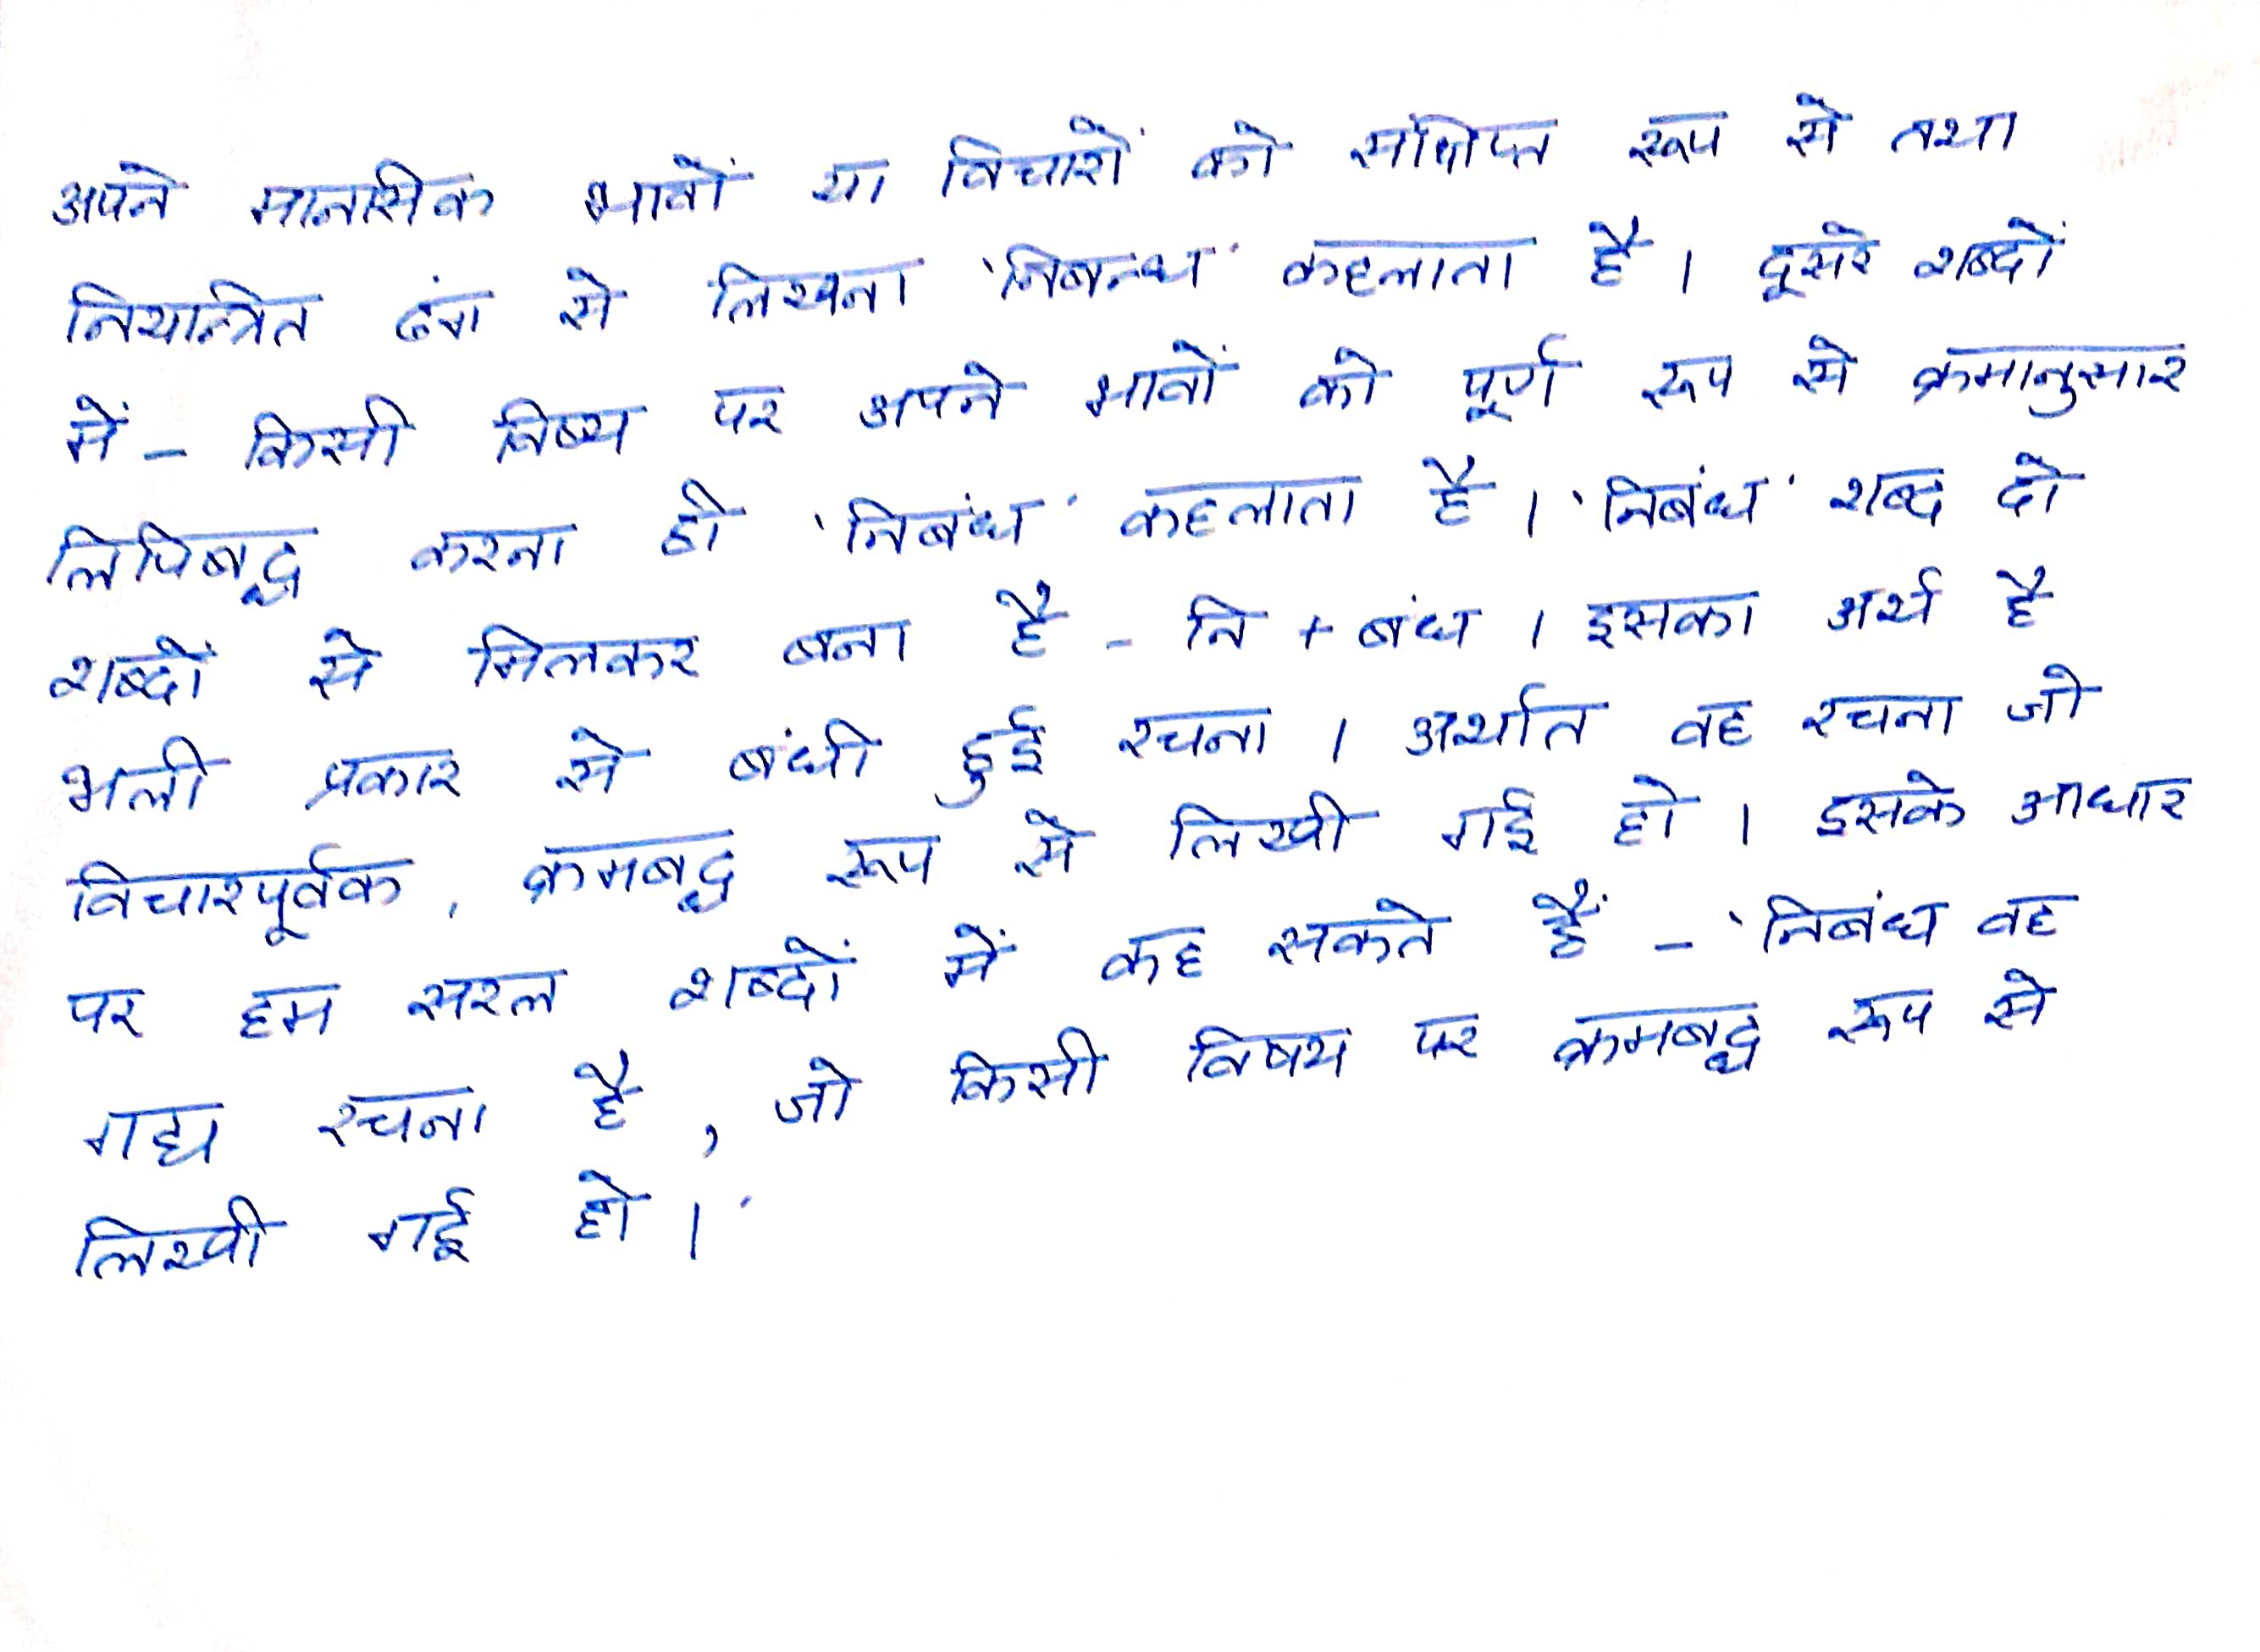 अपने मानसिक भावों या विचारों को संक्षिप्त रूप से तथा
नियन्त्रित ढंग से लिखना 'निबन्ध' कहलाता है। दूसरे शब्दों
में - किसी विषय पर अपने भावों को पूर्ण रूप से क्रमानुसार
लिपिबद्ध करना ही 'निबंध' कहलाता है। 'निबंध' शब्द दो
शब्दों से मिलकर बना है - नि + बंध। इसका अर्थ है
भली प्रकार से बंधी हुई रचना। अर्थात वह रचना जो
विचारपूर्वक, क्रमबद्ध रूप से लिखी गई हो। इसके आधार
पर हम सरल शब्दों में कह सकते हैं - 'निबंध वह
गद्य रचना है, जो किसी विषय पर क्रमबद्ध रूप से
लिखी गई हो।'